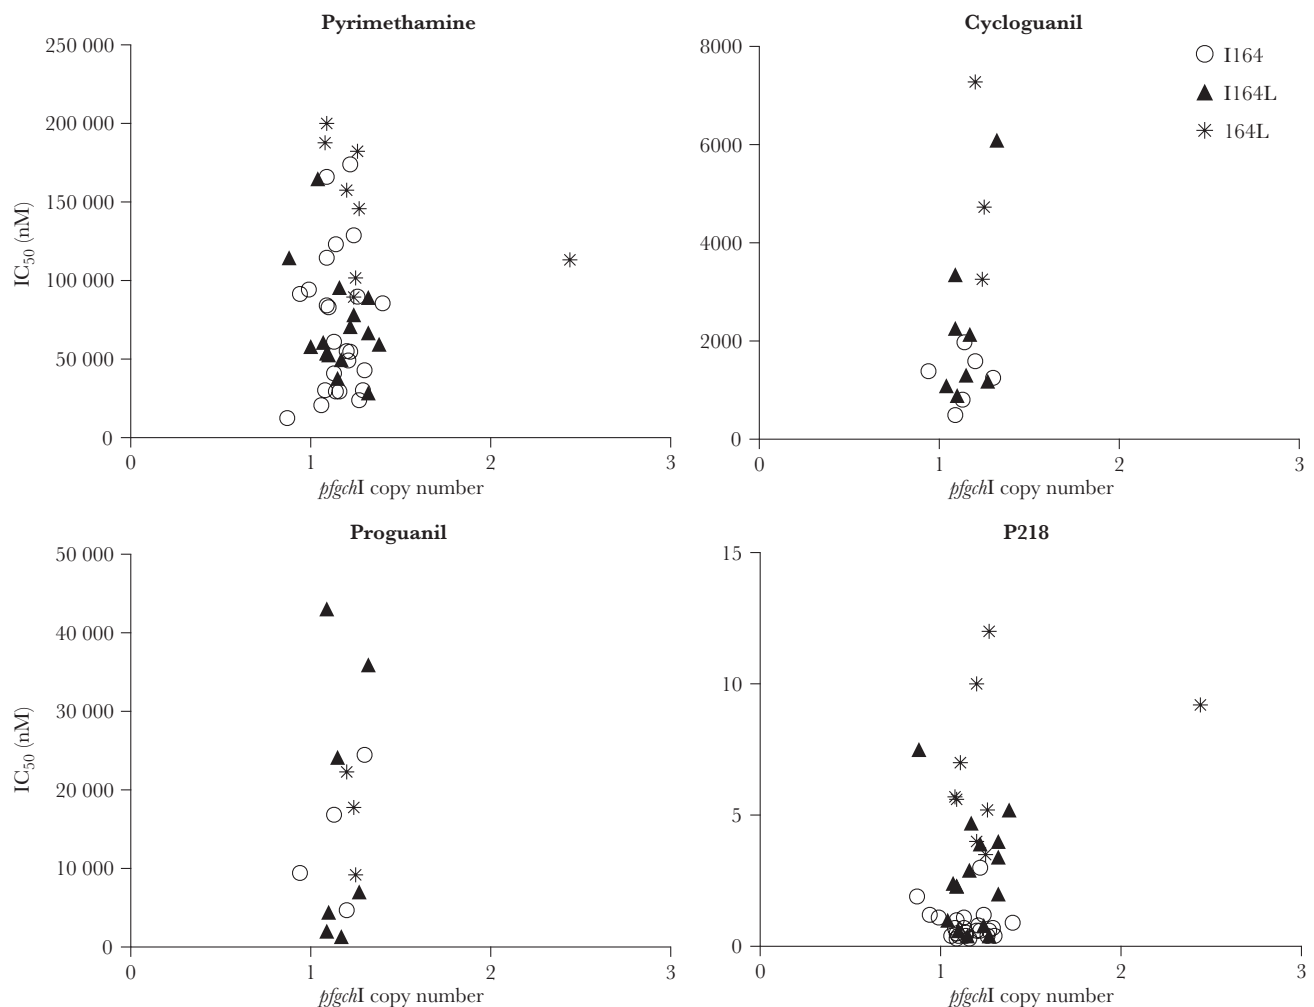 Pyrimethamine
250 000
200 000
150 000
100 000
50 000
0
IC50 (nM)
0 1 2 3
pfgchI copy number
Cycloguanil
8000
6000
4000
2000
0
0 1 2 3
pfgchI copy number
I164
I164L
164L
Proguanil
50 000
40 000
30 000
20 000
10 000
0
IC50 (nM)
0 1 2 3
pfgchI copy number
P218
15
10
5
0
0 1 2 3
pfgchI copy number